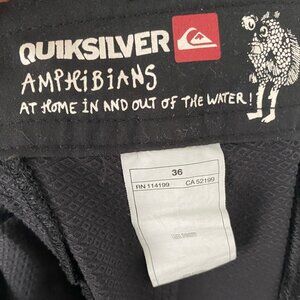 QUIKSILVER
AMPHIBIANS
AT HOME IN AND OUT OF THE WATER!
36
RN 114199 CA 52199